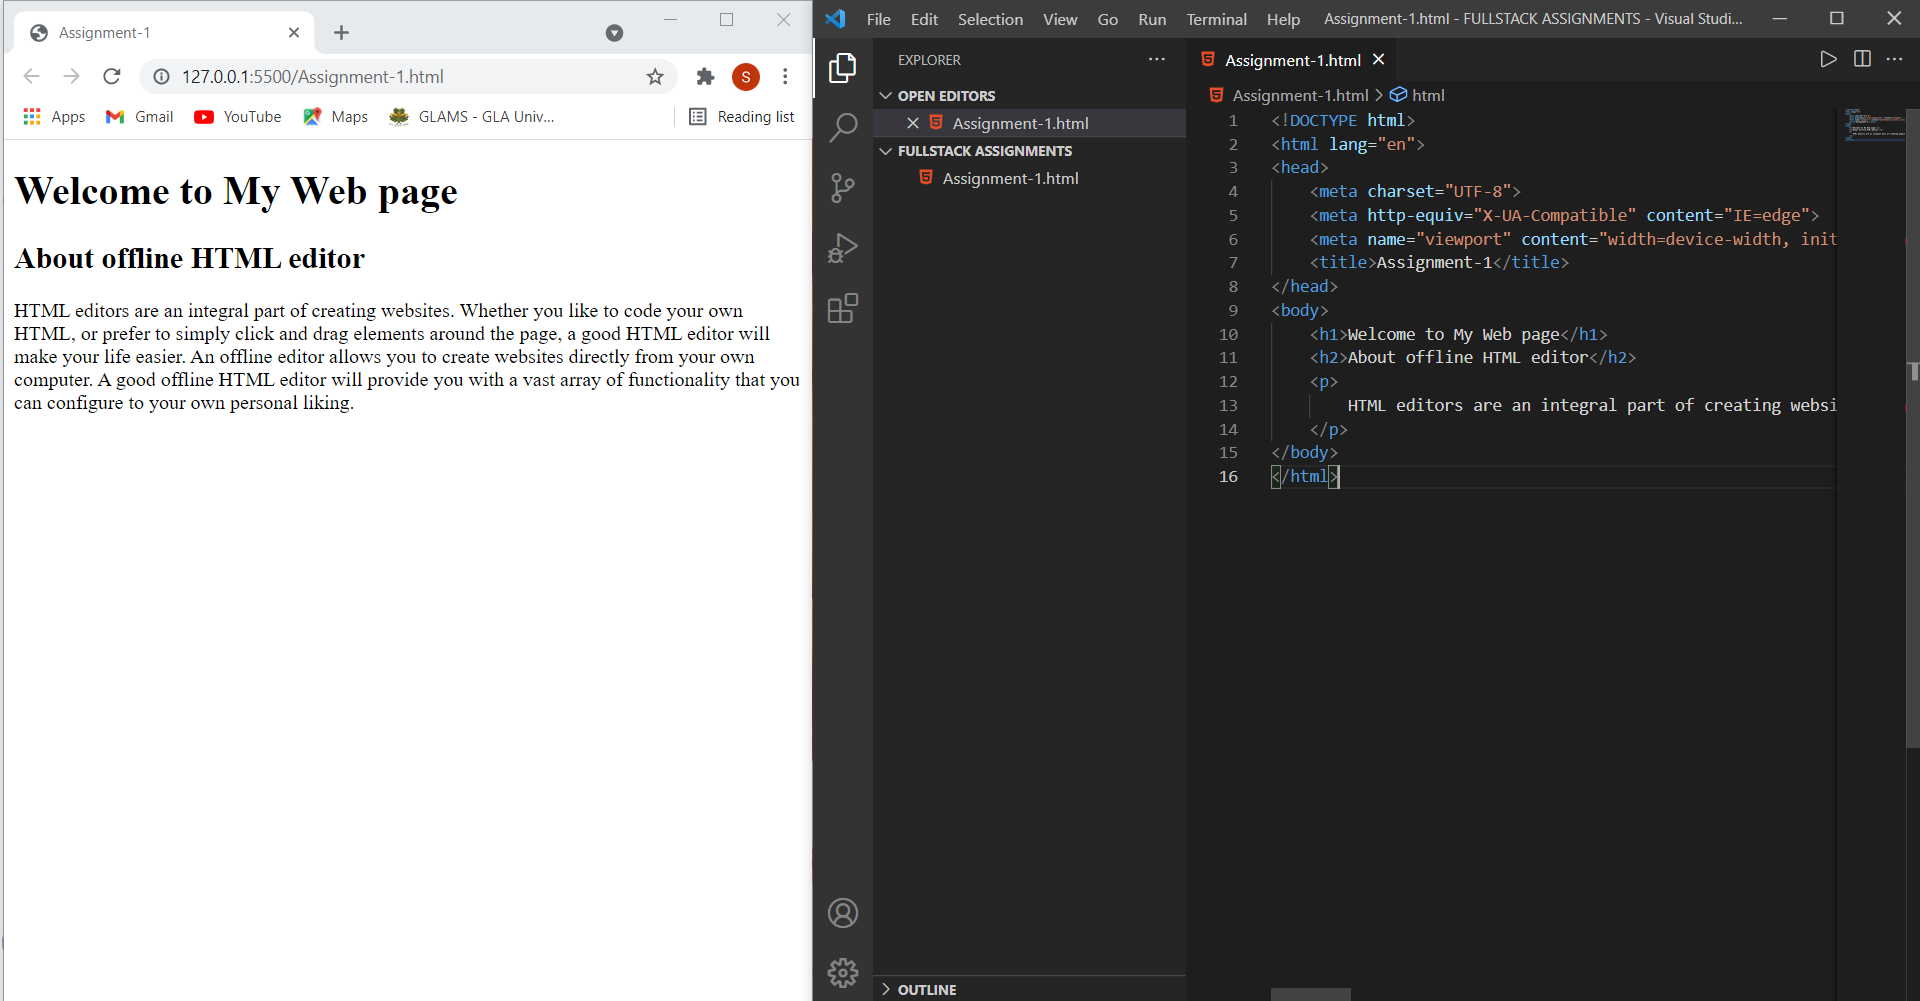 Assignment-1
127.0.0.1:5500/Assignment-1.html
S
Apps
Gmail
YouTube
Maps
GLAMS - GLA Univ...
Reading list
Welcome to My Web page
About offline HTML editor
HTML editors are an integral part of creating websites. Whether you like to code your own
HTML, or prefer to simply click and drag elements around the page, a good HTML editor will
make your life easier. An offline editor allows you to create websites directly from your own
computer. A good offline HTML editor will provide you with a vast array of functionality that you
can configure to your own personal liking.
File Edit Selection View Go Run Terminal Help Assignment-1.html - FULLSTACK ASSIGNMENTS - Visual Studi...
EXPLORER
OPEN EDITORS
Assignment-1.html
FULLSTACK ASSIGNMENTS
Assignment-1.html
OUTLINE
Assignment-1.html
Assignment-1.html > html
1 <!DOCTYPE html>
2 <html lang="en">
3 <head>
4 <meta charset="UTF-8">
5 <meta http-equiv="X-UA-Compatible" content="IE=edge">
6 <meta name="viewport" content="width=device-width, init
7 <title>Assignment-1</title>
8 </head>
9 <body>
10 <h1>Welcome to My Web page</h1>
11 <h2>About offline HTML editor</h2>
12 <p>
13 HTML editors are an integral part of creating websi
14 </p>
15 </body>
16 </html>